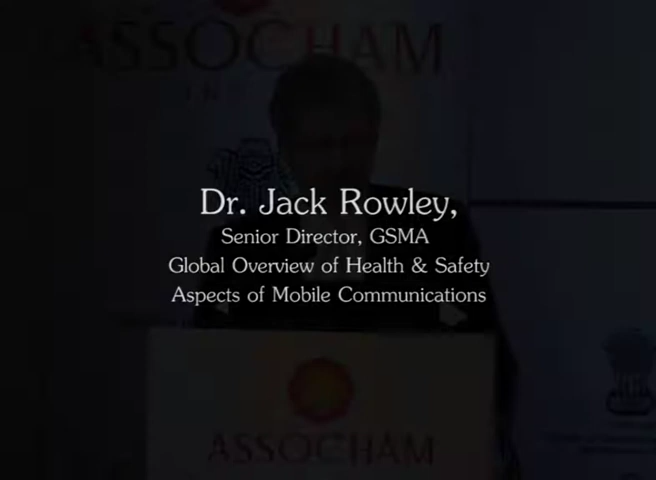 ASSOCHAM
Dr. Jack Rowley,
Senior Director, GSMA
Global Overview of Health & Safety
Aspects of Mobile Communications
ASSOCHAM